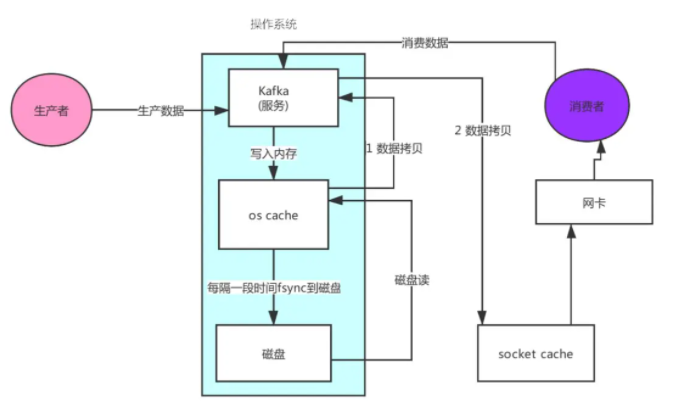 操作系统
消费数据
Kafka
(服务)
生产者
生产数据
消费者
2 数据拷贝
1 数据拷贝
写入内存
网卡
os cache
磁盘读
每隔一段时间fsync到磁盘
磁盘
socket cache